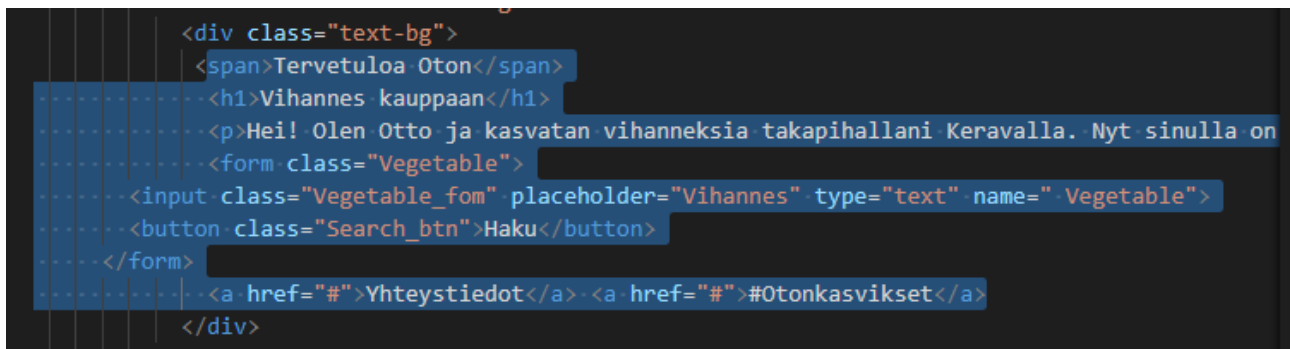 <div class="text-bg">
<span>Tervetuloa Oton</span>
<h1>Vihannes kauppaan</h1>
<p>Hei! Olen Otto ja kasvatan vihanneksia takapihallani Keravalla. Nyt sinulla on
<form class="Vegetable">
<input class="Vegetable_fom" placeholder="Vihannes" type="text" name=" Vegetable">
<button class="Search_btn">Haku</button>
</form>
<a href="#">Yhteystiedot</a> <a href="#">#Otonkasvikset</a>
</div>